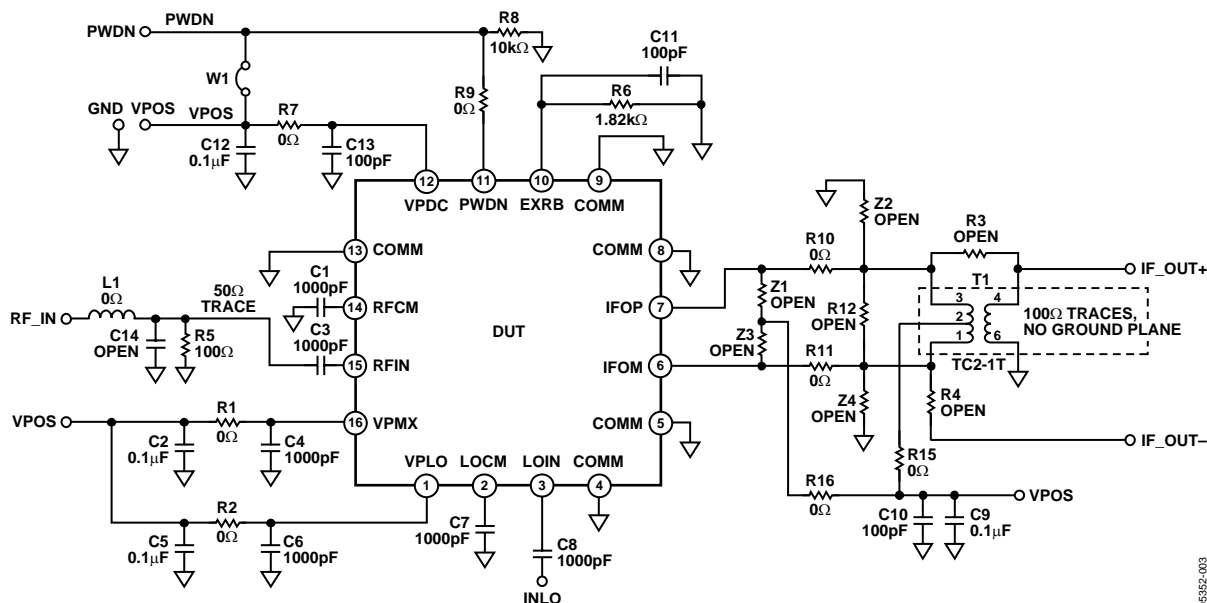 PWDN
PWDN
R8
10kΩ
C11
100pF
W1
R9
0Ω
R6
1.82kΩ
GND
VPOS
VPOS
R7
0Ω
C12
0.1μF
C13
100pF
12
11
10
9
VPDC
PWDN
EXRB
COMM
13
COMM
COMM
8
Z2
OPEN
R3
OPEN
L1
0Ω
50Ω
TRACE
C1
1000pF
14
RFCM
DUT
IFOP
7
R10
0Ω
IF_OUT+
T1
RF_IN
C14
OPEN
R5
100Ω
C3
1000pF
15
RFIN
Z1
OPEN
Z3
OPEN
R12
OPEN
3
2
1
4
6
100Ω TRACES,
NO GROUND PLANE
IFOM
6
R11
0Ω
TC2-1T
Z4
OPEN
R4
OPEN
VPOS
R1
0Ω
16
VPMX
COMM
5
C2
0.1μF
C4
1000pF
IF_OUT–
VPLO
LOCM
LOIN
COMM
1
2
3
4
R15
0Ω
R2
0Ω
R16
0Ω
VPOS
C5
0.1μF
C6
1000pF
C7
1000pF
C8
1000pF
C10
100pF
C9
0.1μF
INLO
05352-003